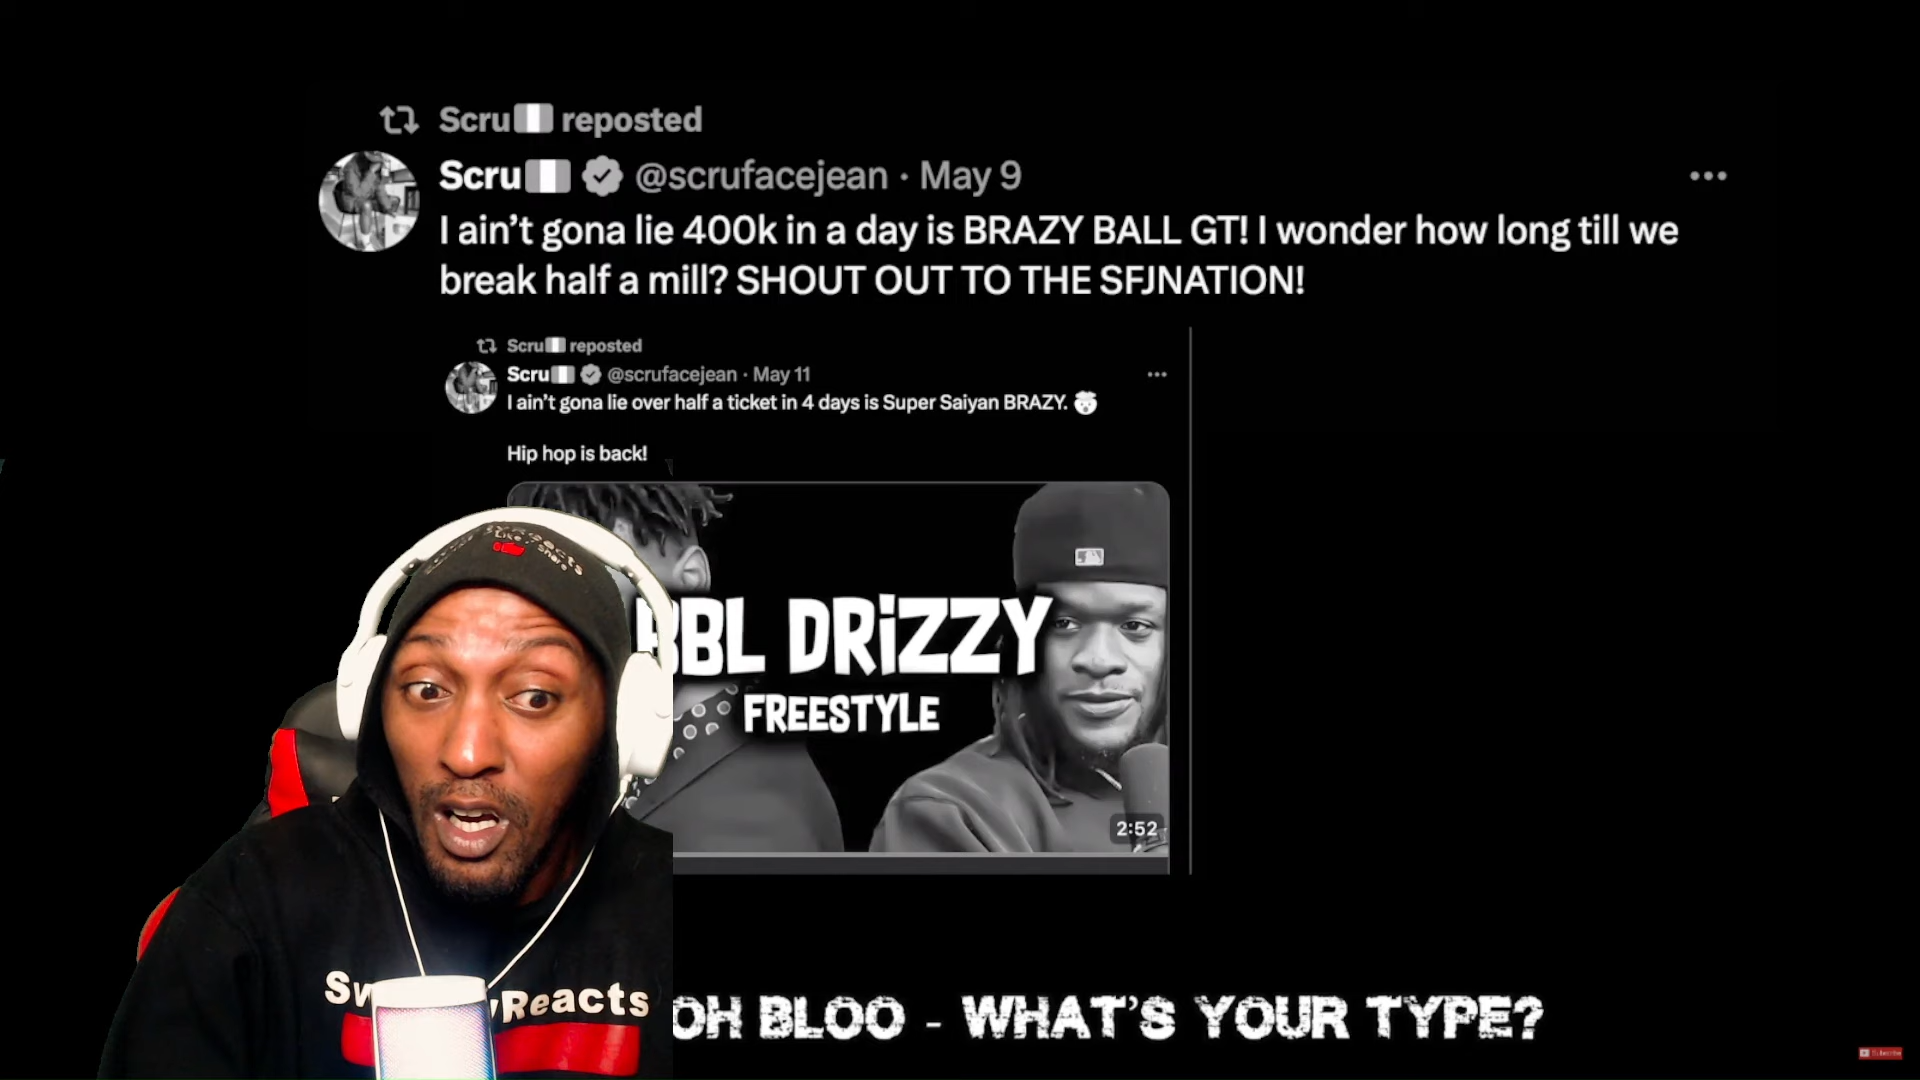 Scru reposted
Scru @scrufacejean · May 9
I ain't gona lie 400k in a day is BRAZY BALL GT! I wonder how long till we
break half a mill? SHOUT OUT TO THE SFJNATION!
Scru reposted
Scru @scrufacejean · May 11
I ain't gona lie over half a ticket in 4 days is Super Saiyan BRAZY. 🤯
Hip hop is back!
BBL DRiZZY
FREESTYLE
2:52
Reacts
OH BLOO - WHAT'S YOUR TYPE?